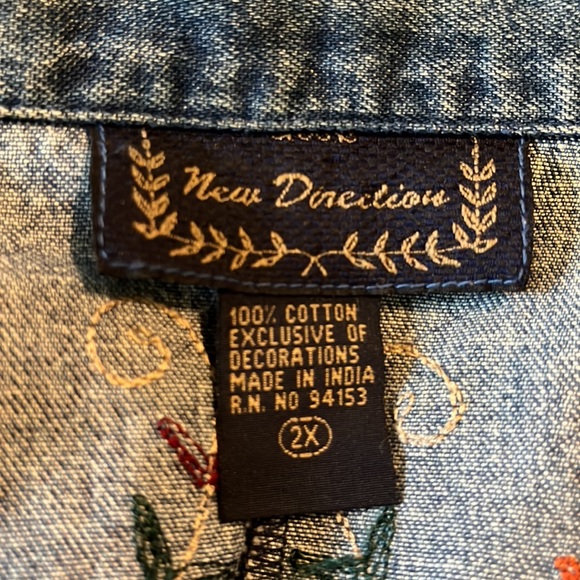 New Direction
100% COTTON
EXCLUSIVE OF
DECORATIONS
MADE IN INDIA
R.N. NO 94153
2X